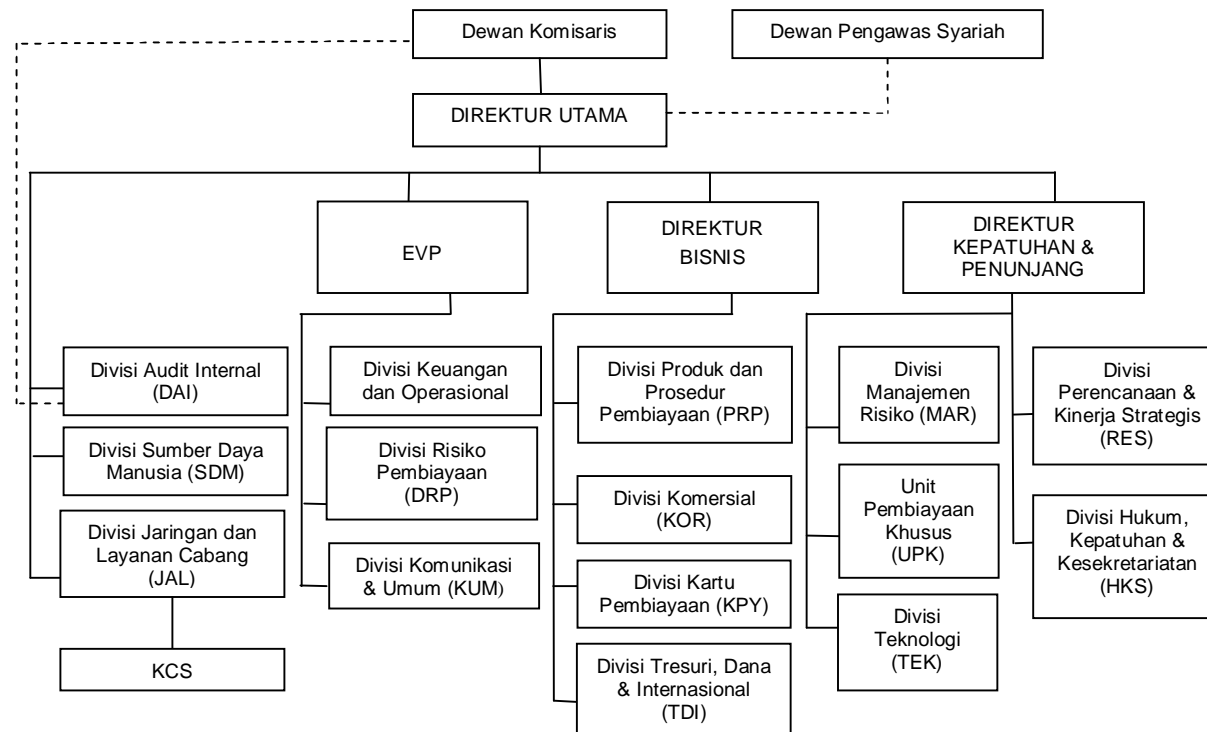 Dewan Komisaris
Dewan Pengawas Syariah
DIREKTUR UTAMA
EVP
DIREKTUR
BISNIS
DIREKTUR
KEPATUHAN &
PENUNJANG
Divisi Audit Internal
(DAI)
Divisi Sumber Daya
Manusia (SDM)
Divisi Jaringan dan
Layanan Cabang
(JAL)
KCS
Divisi Keuangan
dan Operasional
Divisi Risiko
Pembiayaan
(DRP)
Divisi Komunikasi
& Umum (KUM)
Divisi Produk dan
Prosedur
Pembiayaan (PRP)
Divisi Komersial
(KOR)
Divisi Kartu
Pembiayaan (KPY)
Divisi Tresuri, Dana
& Internasional
(TDI)
Divisi
Manajemen
Risiko (MAR)
Unit
Pembiayaan
Khusus
(UPK)
Divisi
Teknologi
(TEK)
Divisi
Perencanaan &
Kinerja Strategis
(RES)
Divisi Hukum,
Kepatuhan &
Kesekretariatan
(HKS)